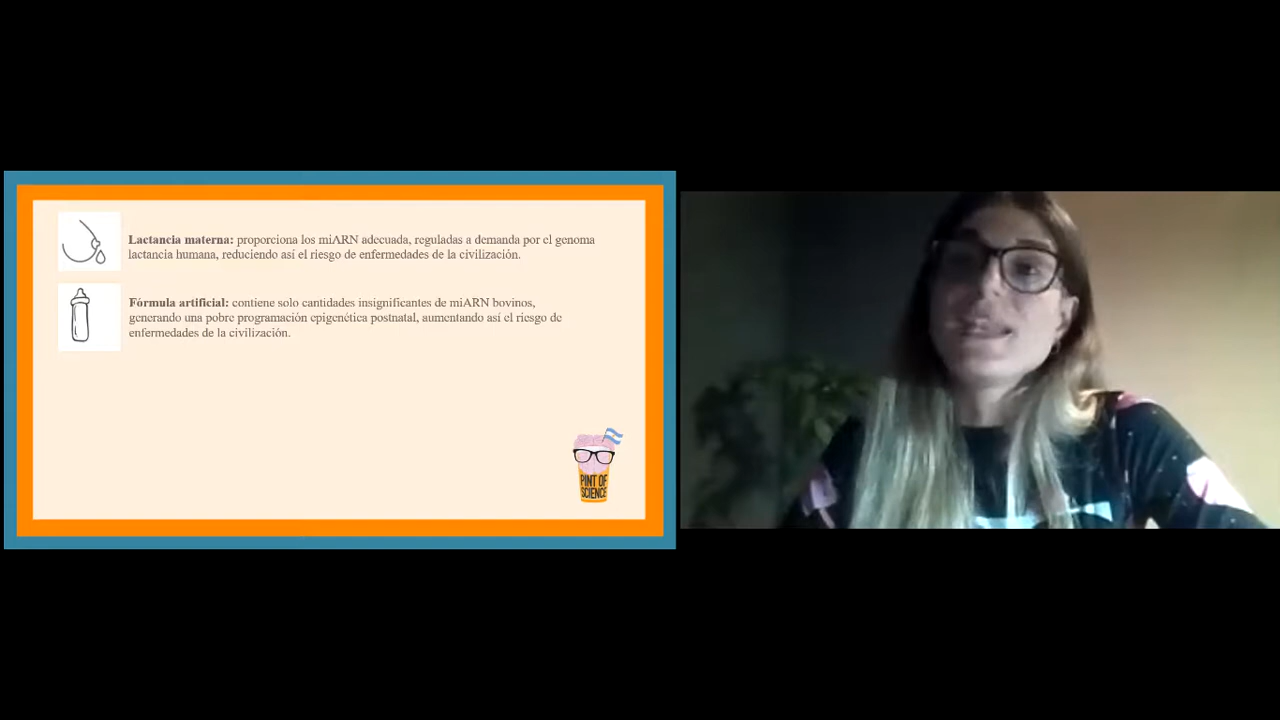 Lactancia materna: proporciona los miARN adecuada, reguladas a demanda por el genoma
lactancia humana, reduciendo así el riesgo de enfermedades de la civilización.
Fórmula artificial: contiene solo cantidades insignificantes de miARN bovinos,
generando una pobre programación epigenética postnatal, aumentando así el riesgo de
enfermedades de la civilización.
PINT OF
SCIENCE